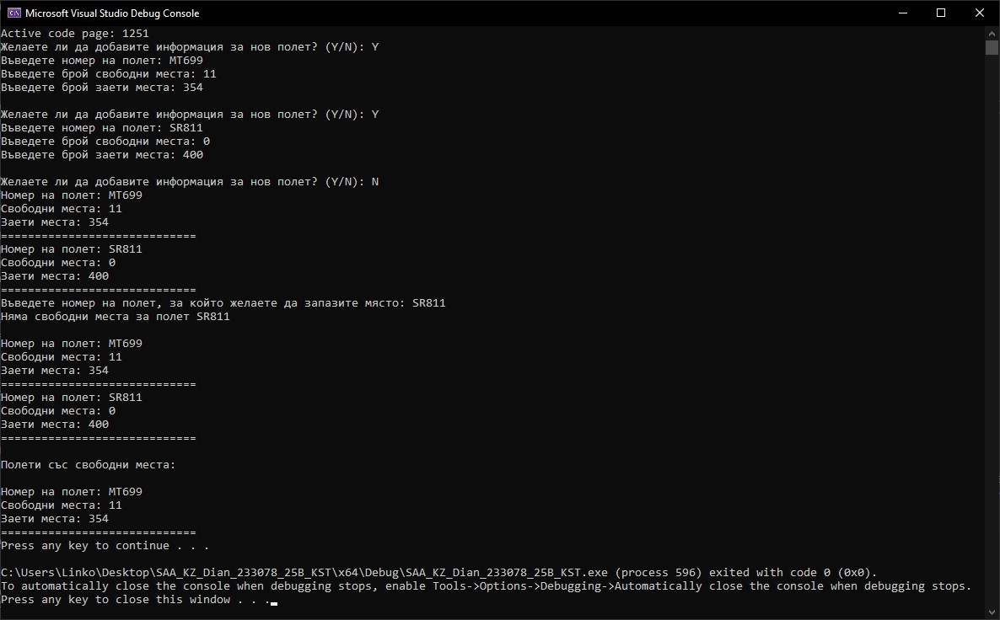 Microsoft Visual Studio Debug Console
Active code page: 1251
Желаете ли да добавите информация за нов полет? (Y/N): Y
Въведете номер на полет: MT699
Въведете брой свободни места: 11
Въведете брой заети места: 354
Желаете ли да добавите информация за нов полет? (Y/N): Y
Въведете номер на полет: SR811
Въведете брой свободни места: 0
Въведете брой заети места: 400
Желаете ли да добавите информация за нов полет? (Y/N): N
Номер на полет: MT699
Свободни места: 11
Заети места: 354
=============================
Номер на полет: SR811
Свободни места: 0
Заети места: 400
=============================
Въведете номер на полет, за който желаете да запазите място: SR811
Няма свободни места за полет SR811
Номер на полет: MT699
Свободни места: 11
Заети места: 354
=============================
Номер на полет: SR811
Свободни места: 0
Заети места: 400
=============================
Полети със свободни места:
Номер на полет: MT699
Свободни места: 11
Заети места: 354
=============================
Press any key to continue . . .
C:\Users\Linko\Desktop\SAA_KZ_Dian_233078_25B_KST\x64\Debug\SAA_KZ_Dian_233078_25B_KST.exe (process 596) exited with code 0 (0x0).
To automatically close the console when debugging stops, enable Tools->Options->Debugging->Automatically close the console when debugging stops.
Press any key to close this window . . .